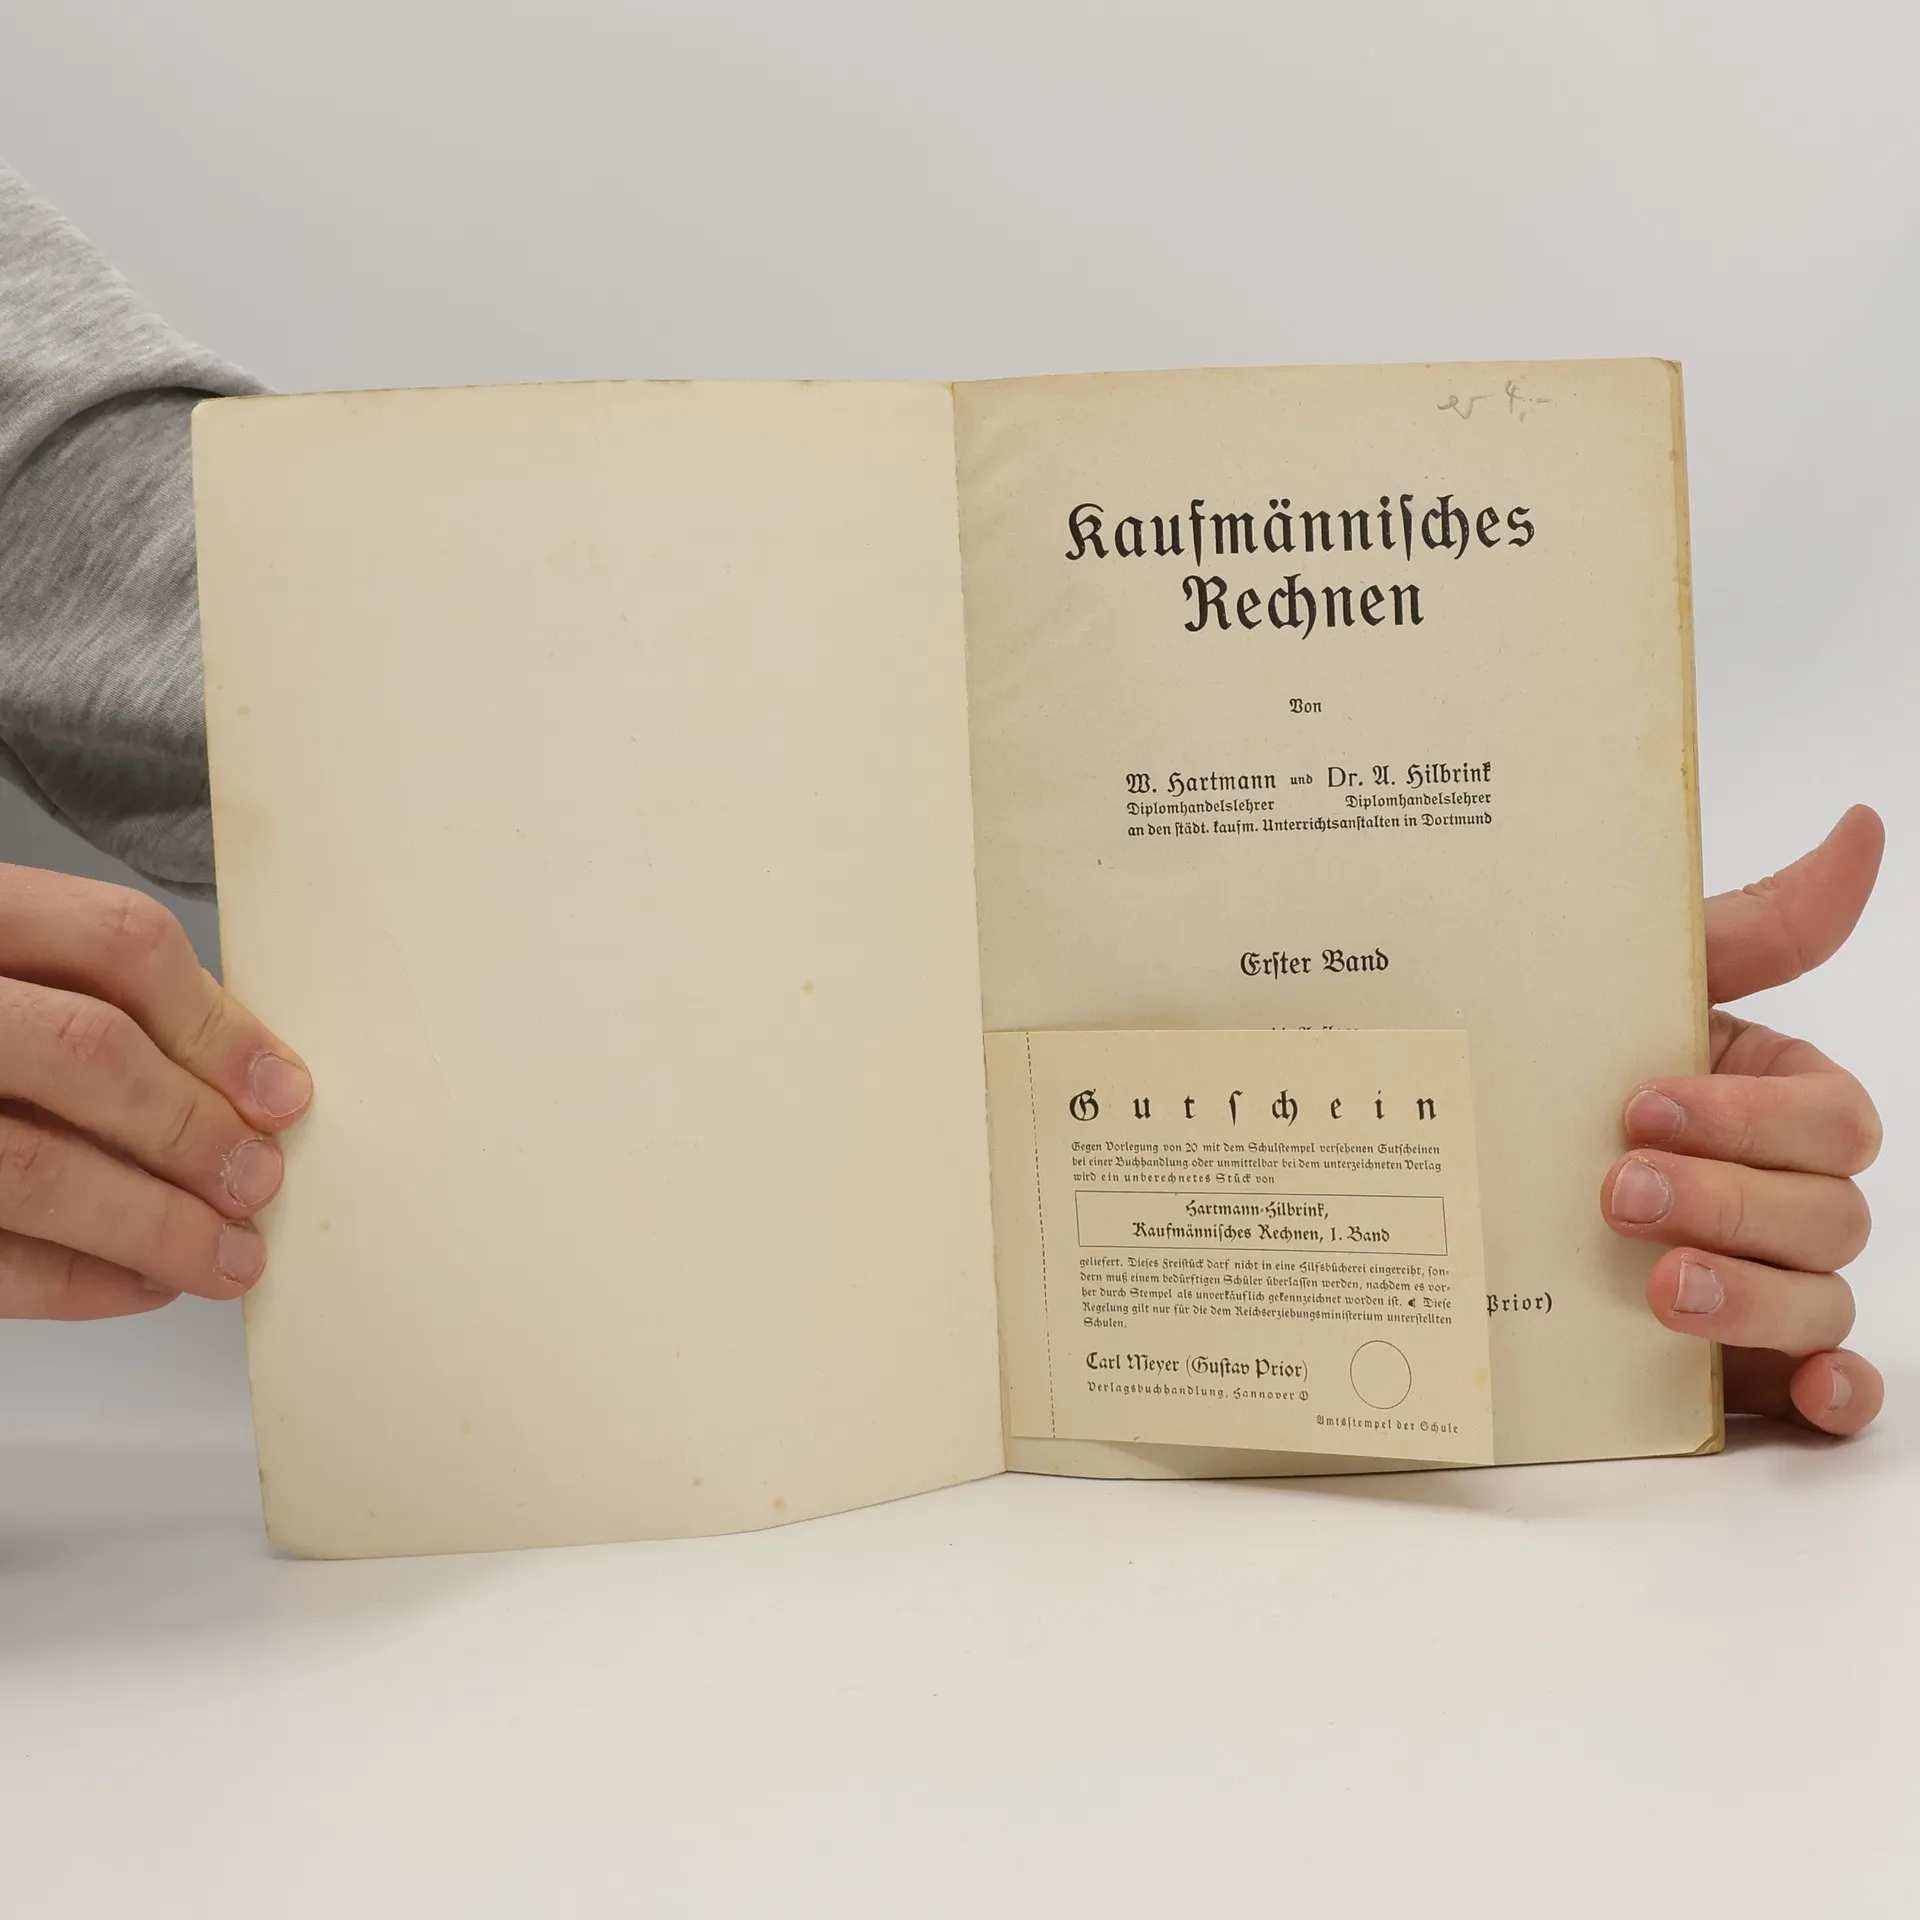 4,-
Kaufmännisches
Rechnen
Von
W. Hartmann und Dr. A. Hilbrink
Diplomhandelslehrer Diplomhandelslehrer
an den städt. kaufm. Unterrichtsanstalten in Dortmund
Erster Band
Gutschein
Gegen Vorlegung von 20 mit dem Schulstempel versehenen Gutscheinen
bei einer Buchhandlung oder unmittelbar bei dem unterzeichneten Verlag
wird ein unberechnetes Stück von
Hartmann-Hilbrink,
Kaufmännisches Rechnen, 1. Band
geliefert. Dieses Freistück darf nicht in eine Hilfsbücherei eingereiht, son-
dern muß einem bedürftigen Schüler überlassen werden, nachdem es vor-
her durch Stempel als unverkäuflich gekennzeichnet worden ist. Diese
Regelung gilt nur für die dem Reichserziehungsministerium unterstellten
Schulen.
Carl Meyer (Gustav Prior)
Verlagsbuchhandlung, Hannover O
Amtsstempel der Schule
Prior)